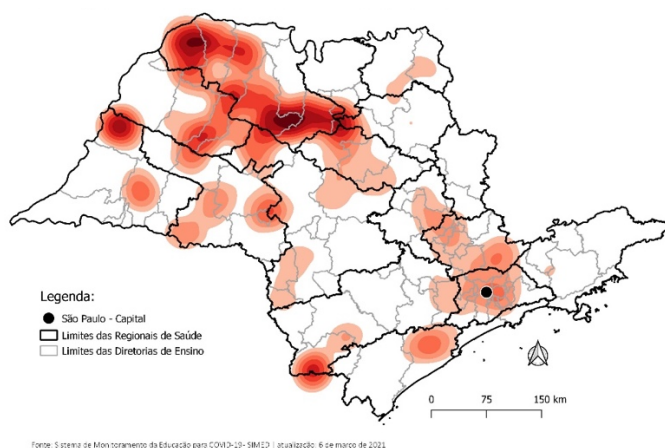 Legenda:
São Paulo - Capital
Limites das Regionais de Saúde
Limites das Diretorias de Ensino
0 75 150 km
Fonte: Sistema de Monitoramento da Educação para COVID-19- SIMED | atualização: 6 de março de 2021